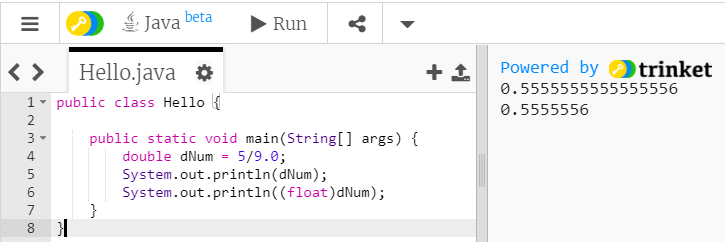 Java beta
Run
Hello.java
1 public class Hello {
2
3     public static void main(String[] args) {
4         double dNum = 5/9.0;
5         System.out.println(dNum);
6         System.out.println((float)dNum);
7     }
8 }
Powered by trinket
0.5555555555555556
0.5555556